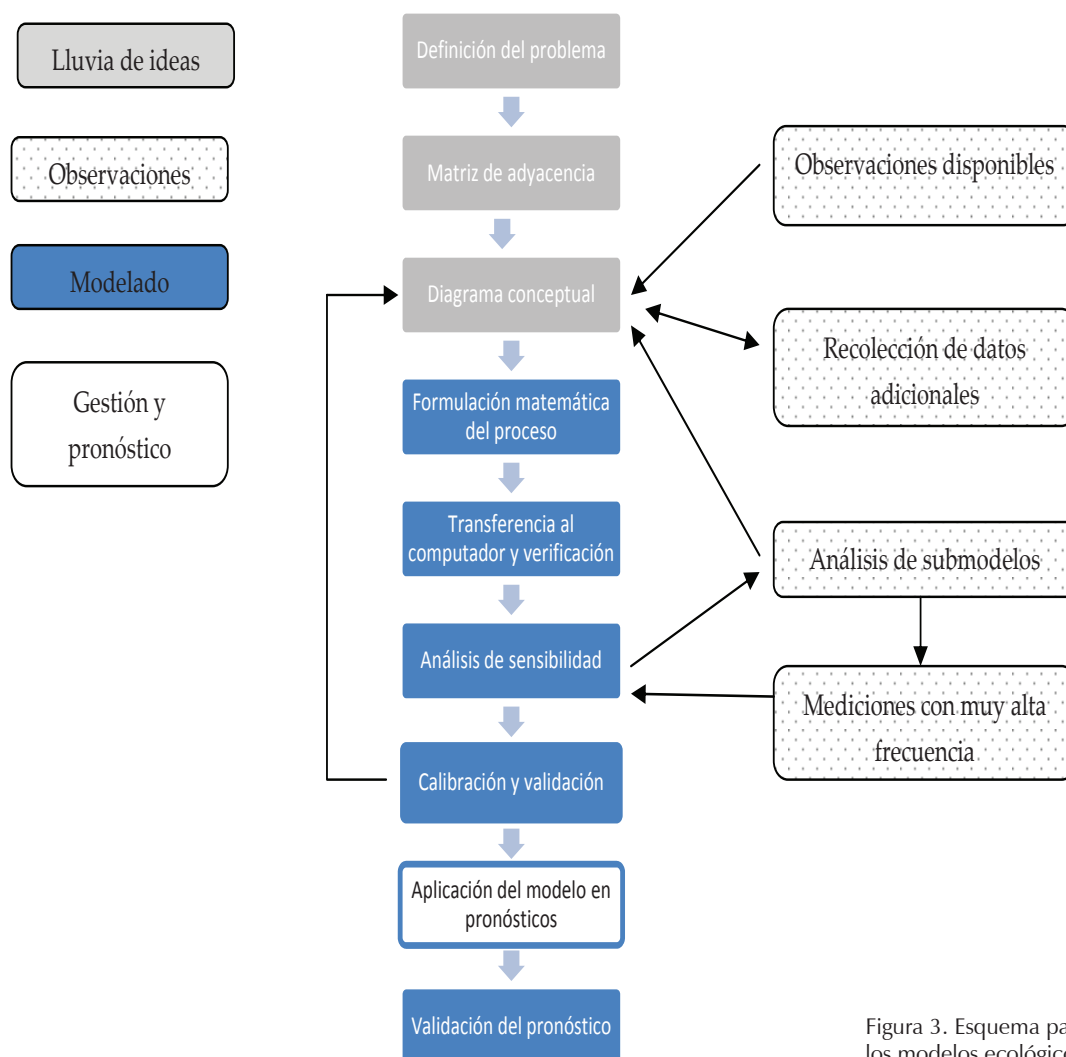 Lluvia de ideas
Observaciones
Modelado
Gestión y
pronóstico
Definición del problema
Matriz de adyacencia
Diagrama conceptual
Formulación matemática
del proceso
Transferencia al
computador y verificación
Análisis de sensibilidad
Calibración y validación
Aplicación del modelo en
pronósticos
Validación del pronóstico
Observaciones disponibles
Recolección de datos
adicionales
Análisis de submodelos
Mediciones con muy alta
frecuencia
Figura 3. Esquema pa
los modelos ecológico